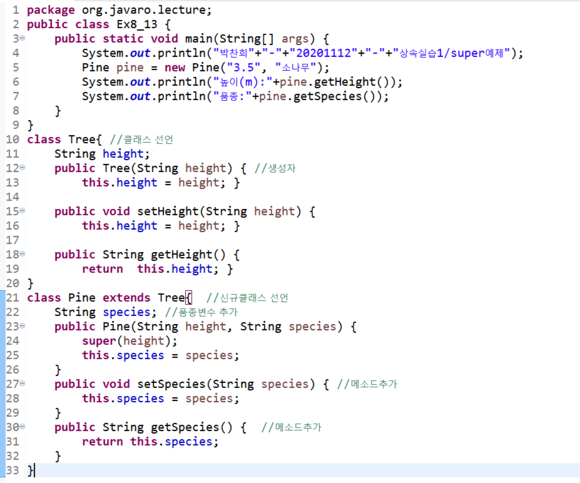 1 package org.javaro.lecture;
2 public class Ex8_13 {
3 public static void main(String[] args) {
4 System.out.println("박찬희"+"-"+"20201112"+"-"+"상속실습1/super예제");
5 Pine pine = new Pine("3.5", "소나무");
6 System.out.println("높이(m):"+pine.getHeight());
7 System.out.println("품종:"+pine.getSpecies());
8 }
9 }
10 class Tree{ //클래스 선언
11 String height;
12 public Tree(String height) { //생성자
13 this.height = height; }
14
15 public void setHeight(String height) {
16 this.height = height; }
17
18 public String getHeight() {
19 return  this.height; }
20 }
21 class Pine extends Tree{  //신규클래스 선언
22 String species; //품종변수 추가
23 public Pine(String height, String species) {
24 super(height);
25 this.species = species;
26 }
27 public void setSpecies(String species) { //메소드추가
28 this.species = species;
29 }
30 public String getSpecies() {  //메소드추가
31 return this.species;
32 }
33 }